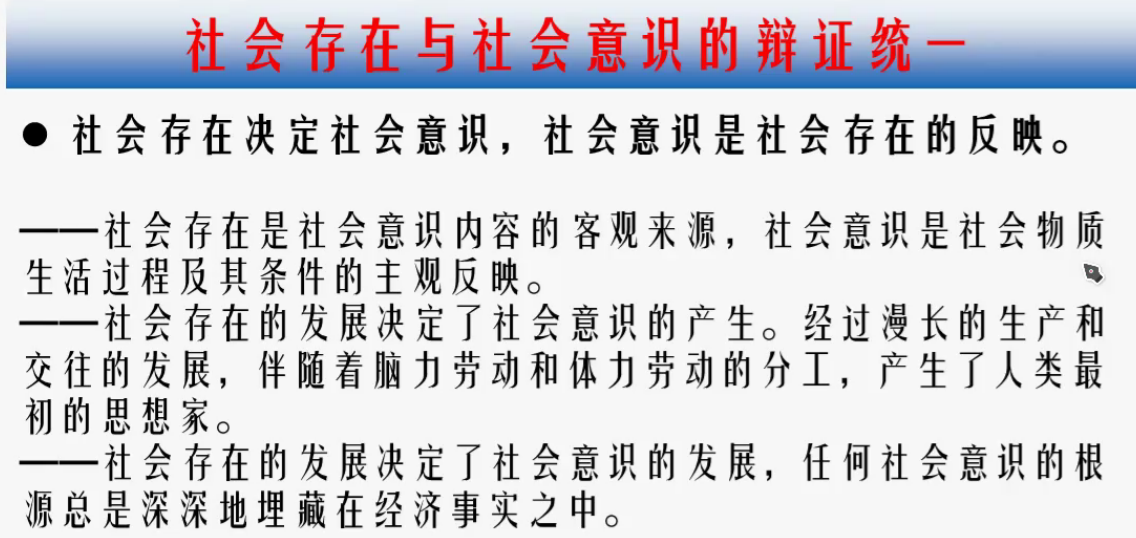 社会存在与社会意识的辩证统一
● 社会存在决定社会意识，社会意识是社会存在的反映。
——社会存在是社会意识内容的客观来源，社会意识是社会物质
生活过程及其条件的主观反映。
——社会存在的发展决定了社会意识的产生。经过漫长的生产和
交往的发展，伴随着脑力劳动和体力劳动的分工，产生了人类最
初的思想家。
——社会存在的发展决定了社会意识的发展，任何社会意识的根
源总是深深地埋藏在经济事实之中。